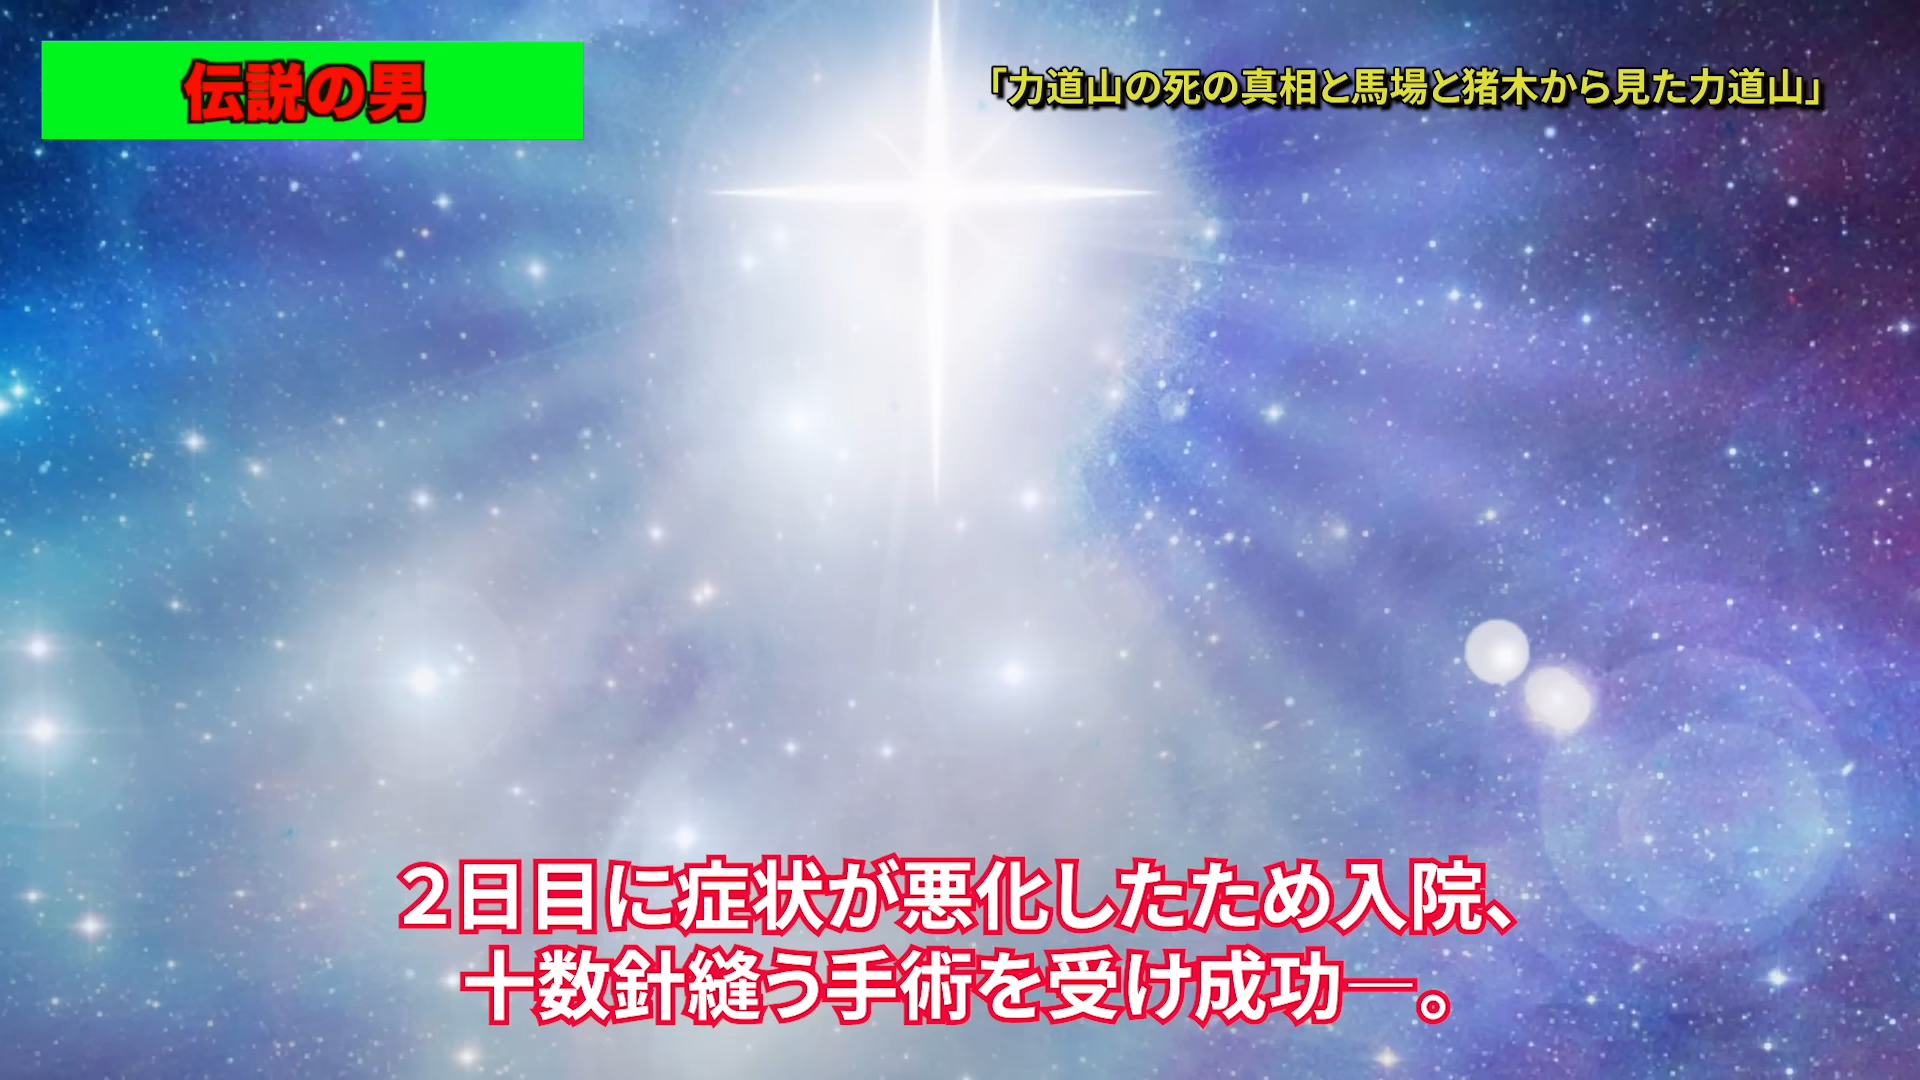 伝説の男
「力道山の死の真相と馬場と猪木から見た力道山」
２日目に症状が悪化したため入院、
十数針縫う手術を受け成功―。